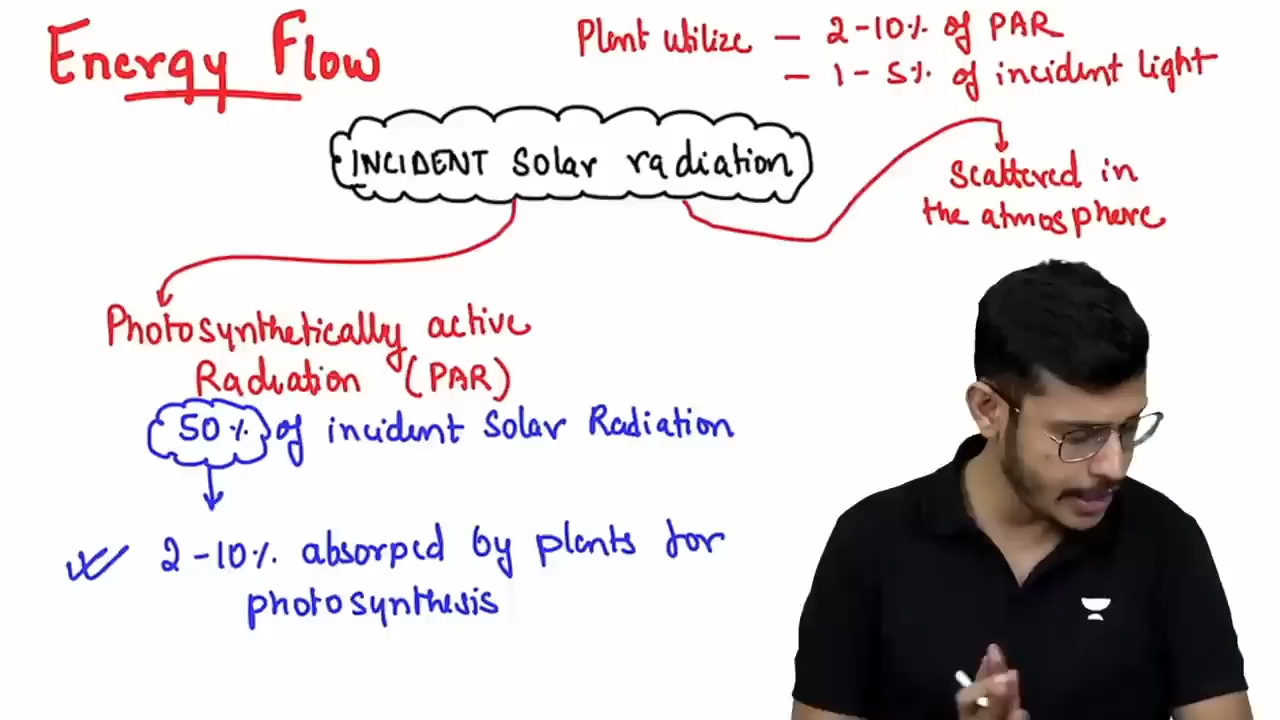 Energy Flow
Plant utilize - 2-10% of PAR
- 1-5% of incident light
INCIDENT Solar radiation
Scattered in
the atmosphere
Photosynthetically active
Radiation (PAR)
50% of incident Solar Radiation
2-10% absorped by plants for
photosynthesis